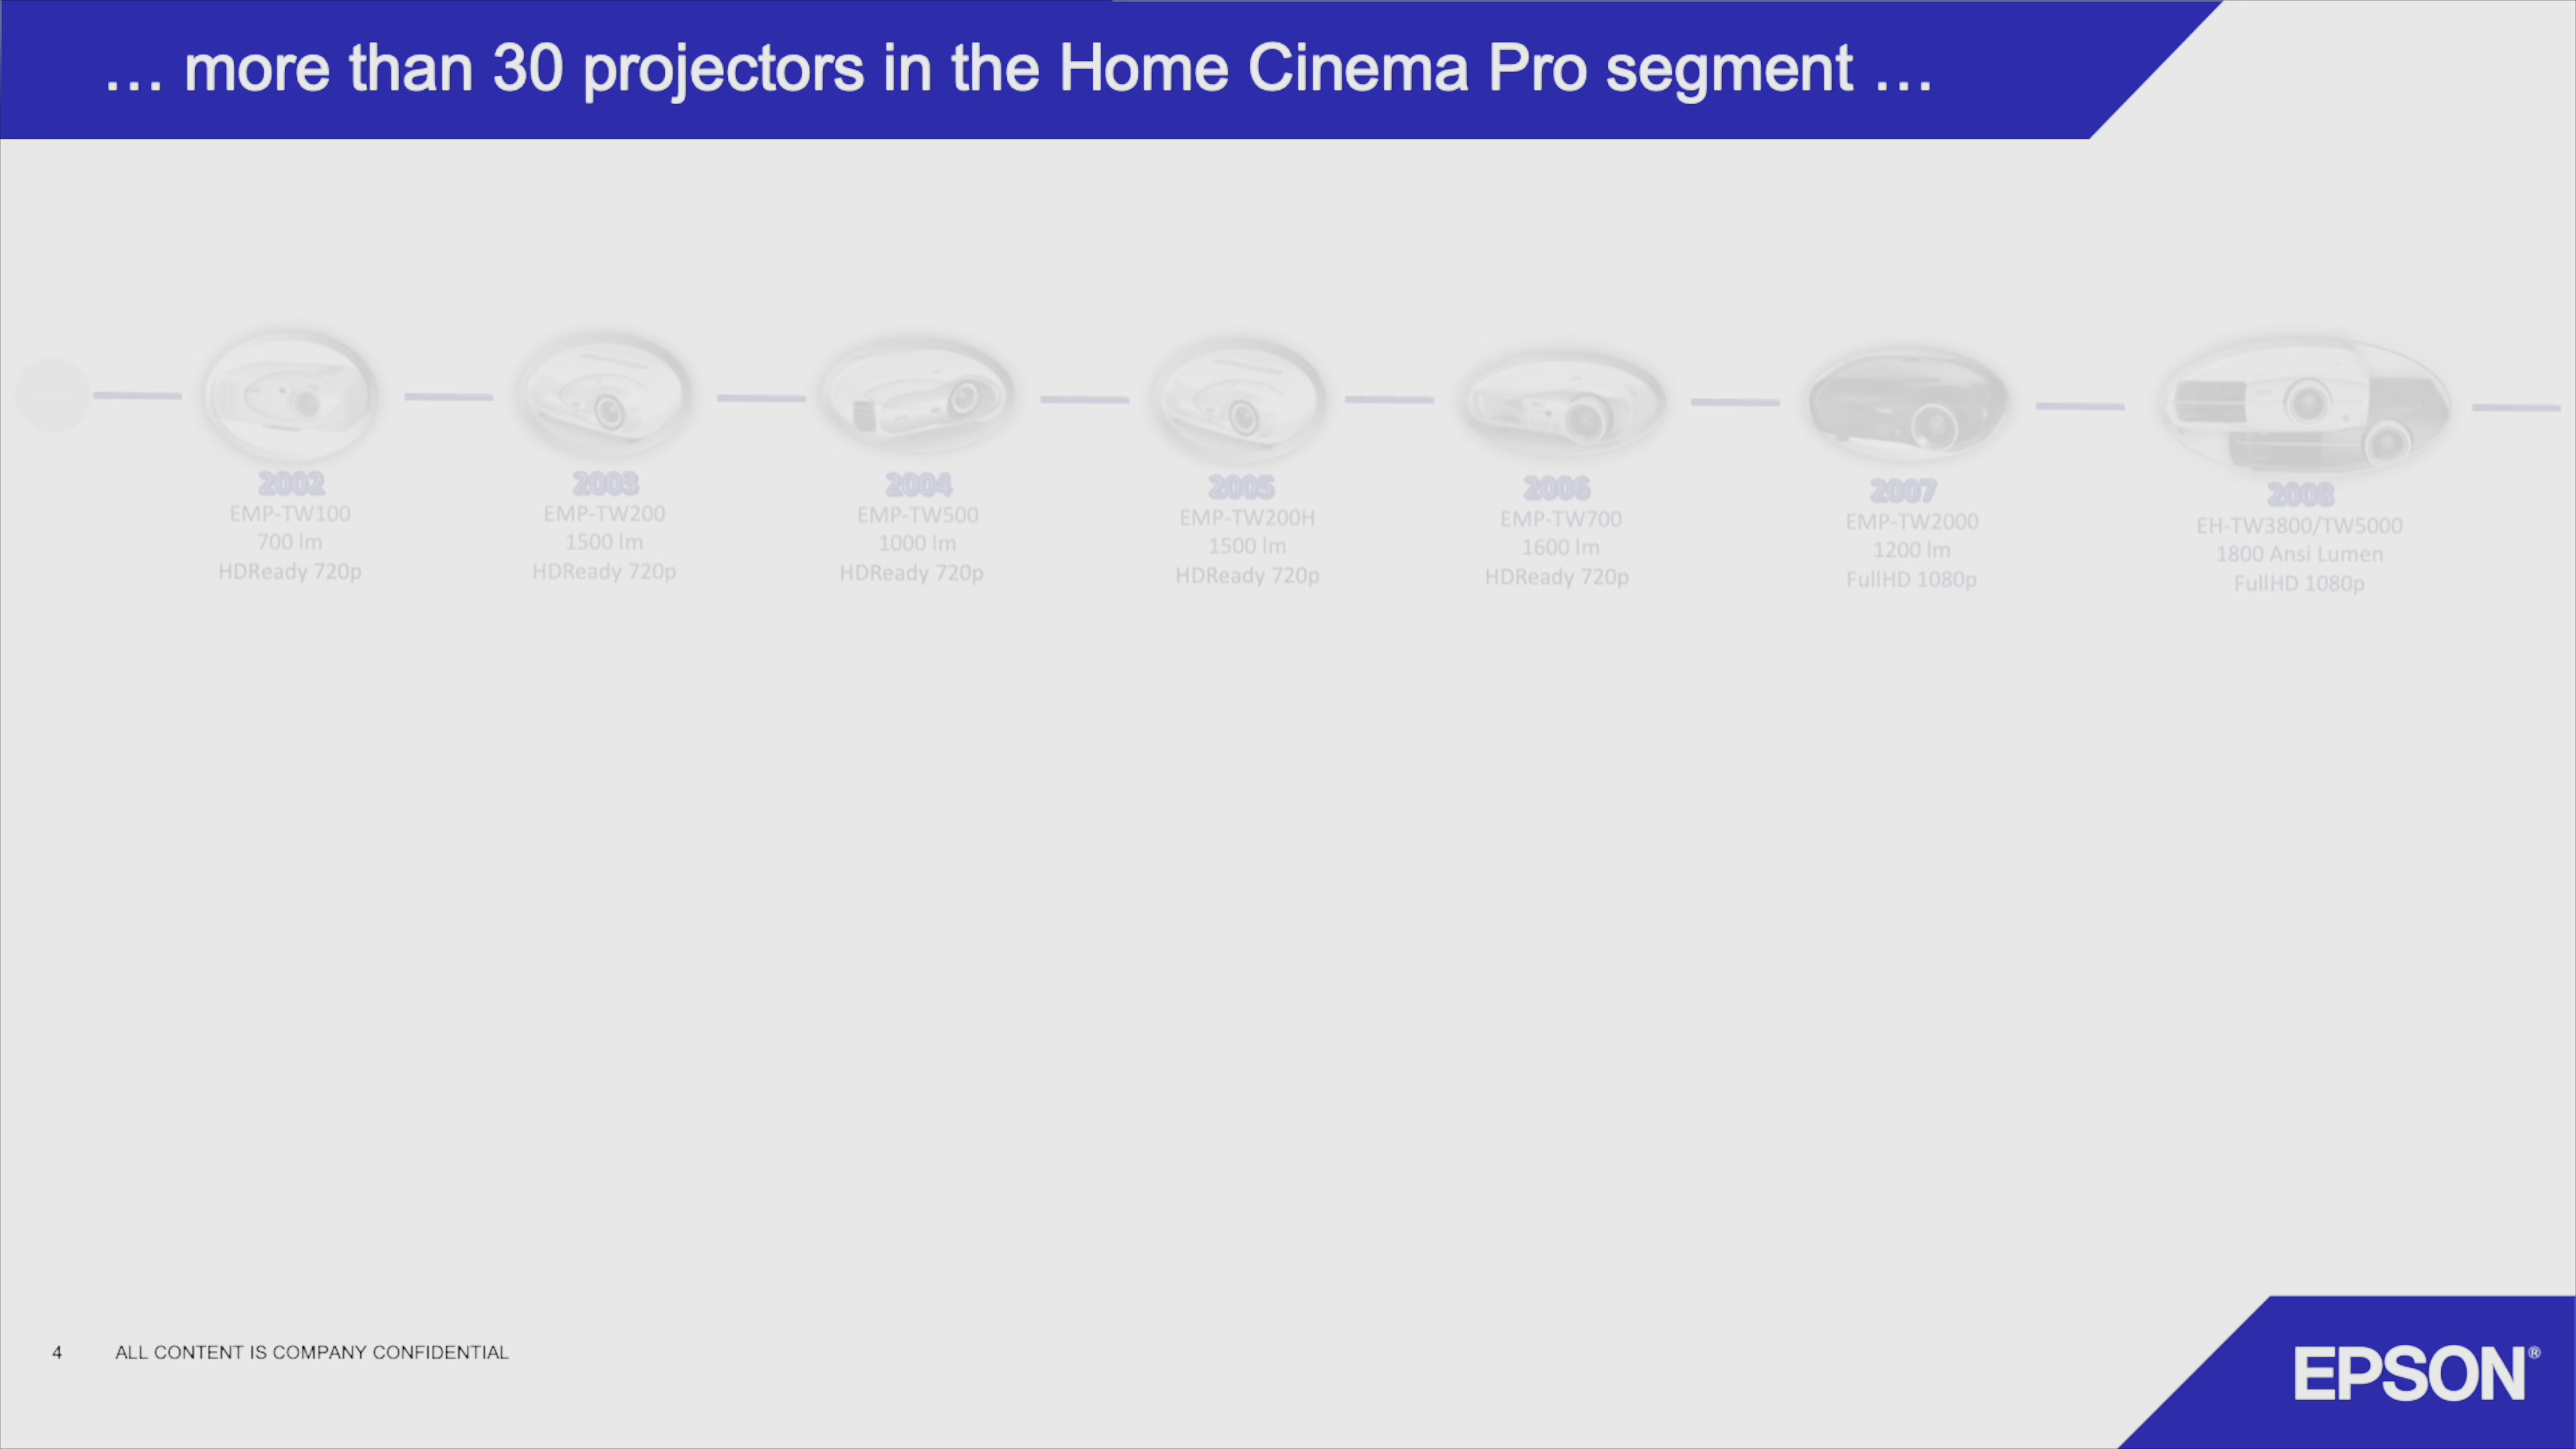 … more than 30 projectors in the Home Cinema Pro segment …
2002
EMP-TW100
700 lm
HDReady 720p
2003
EMP-TW200
1500 lm
HDReady 720p
2004
EMP-TW500
1000 lm
HDReady 720p
2005
EMP-TW200H
1500 lm
HDReady 720p
2006
EMP-TW700
1600 lm
HDReady 720p
2007
EMP-TW2000
1200 lm
FullHD 1080p
2008
EH-TW3800/TW5000
1800 Ansi Lumen
FullHD 1080p
4 ALL CONTENT IS COMPANY CONFIDENTIAL
EPSON®